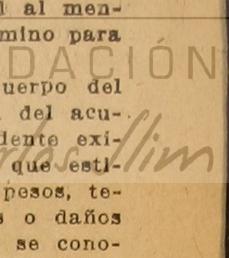 l al men-
mino para
DACIÓN
uerpo del
del acu-
dente exi-
que esti-
pesos, te-
s o daños
se cono-